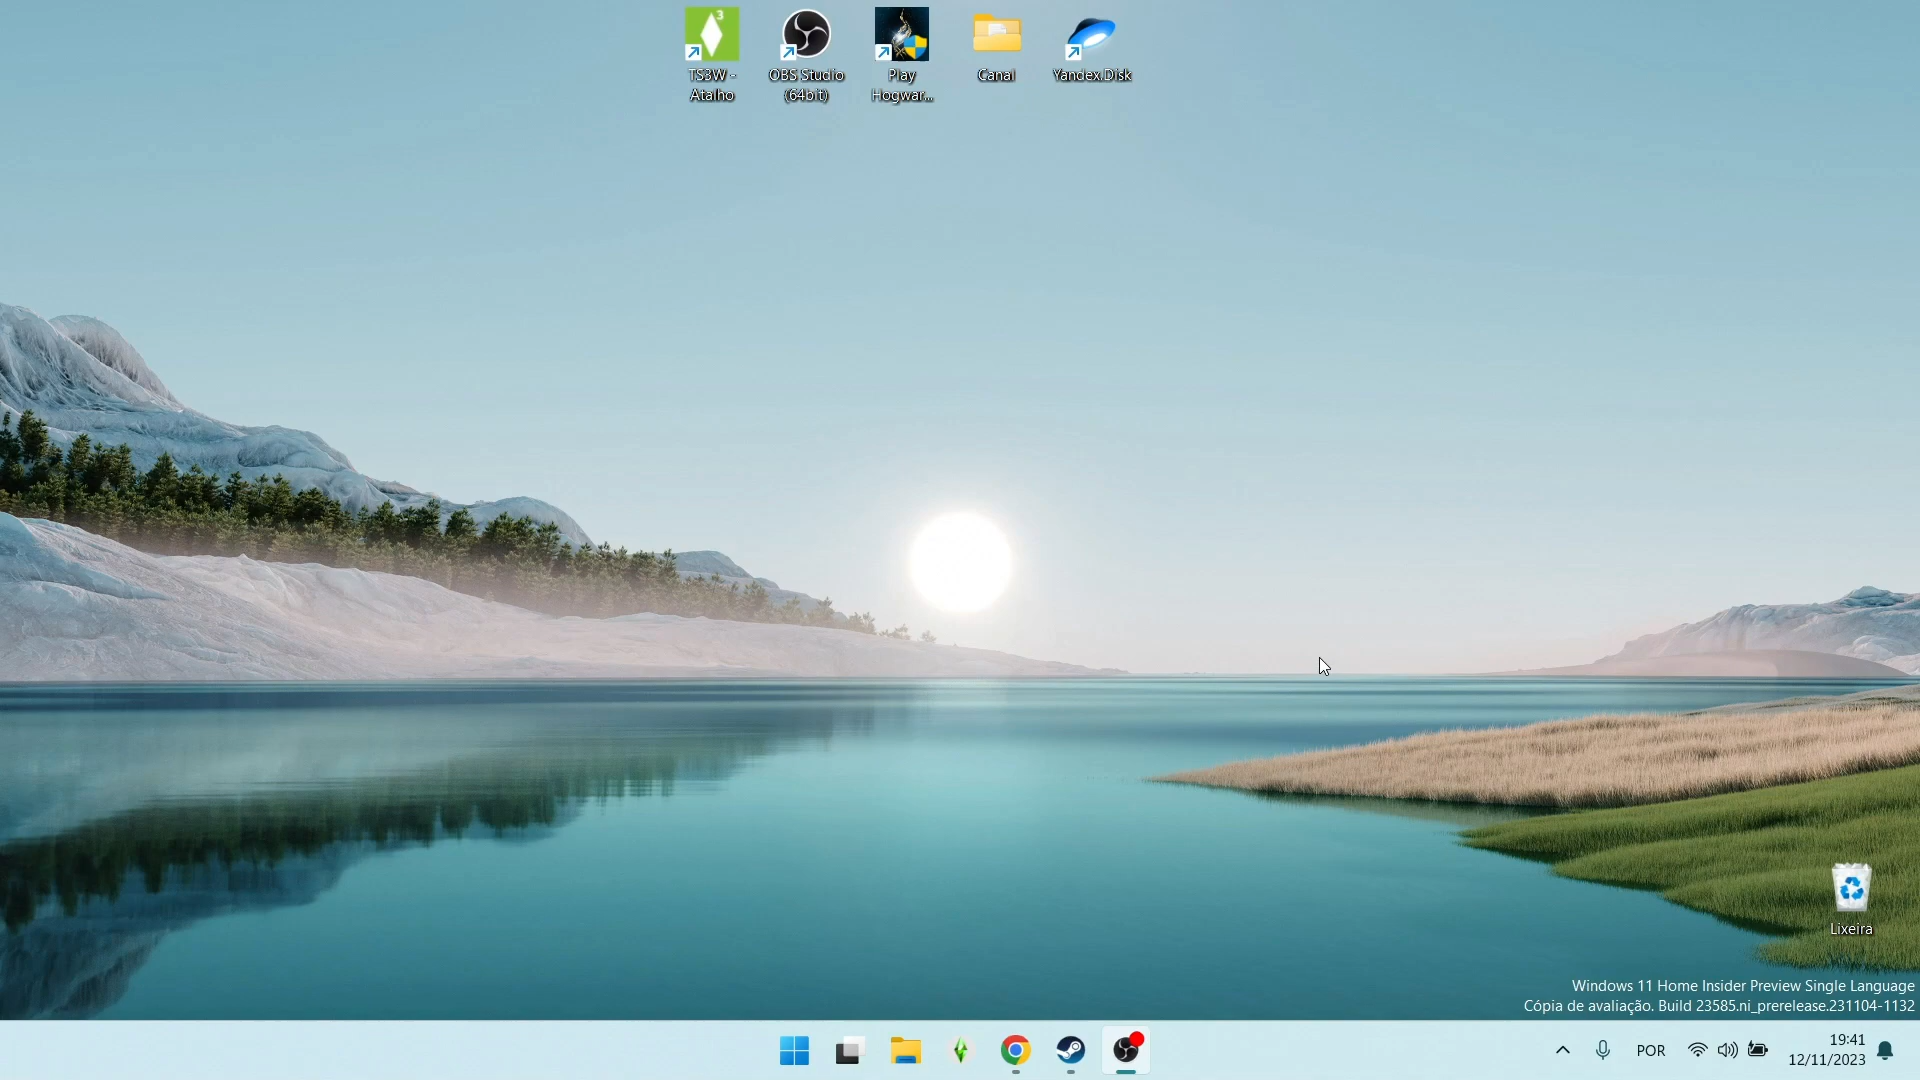 3
TS3W -
Atalho
OBS Studio
(64bit)
Play
Hogwar...
Canal
Yandex.Disk
Lixeira
Windows 11 Home Insider Preview Single Language
Cópia de avaliação. Build 23585.ni_prerelease.231104-1132
POR
19:41
12/11/2023